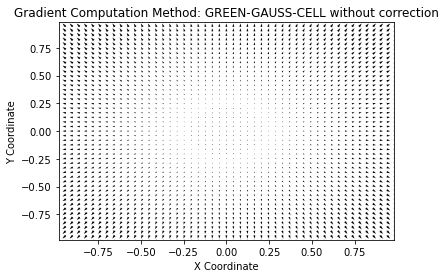 Gradient Computation Method: GREEN-GAUSS-CELL without correction
0.75
0.50
0.25
0.00
−0.25
−0.50
−0.75
Y Coordinate
−0.75 −0.50 −0.25 0.00 0.25 0.50 0.75
X Coordinate